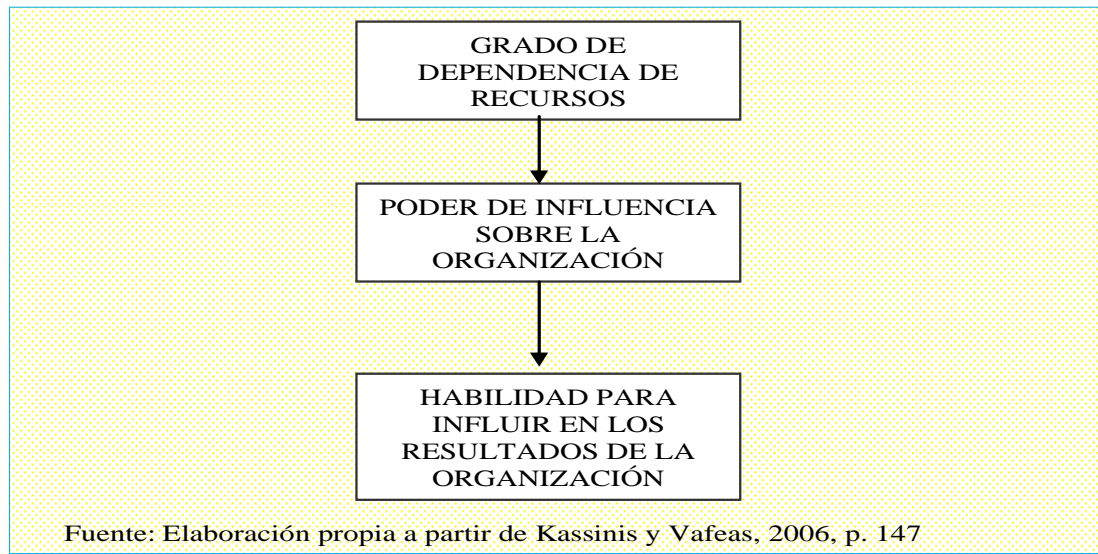 GRADO DE
DEPENDENCIA DE
RECURSOS
PODER DE INFLUENCIA
SOBRE LA
ORGANIZACIÓN
HABILIDAD PARA
INFLUIR EN LOS
RESULTADOS DE LA
ORGANIZACIÓN
Fuente: Elaboración propia a partir de Kassinis y Vafeas, 2006, p. 147